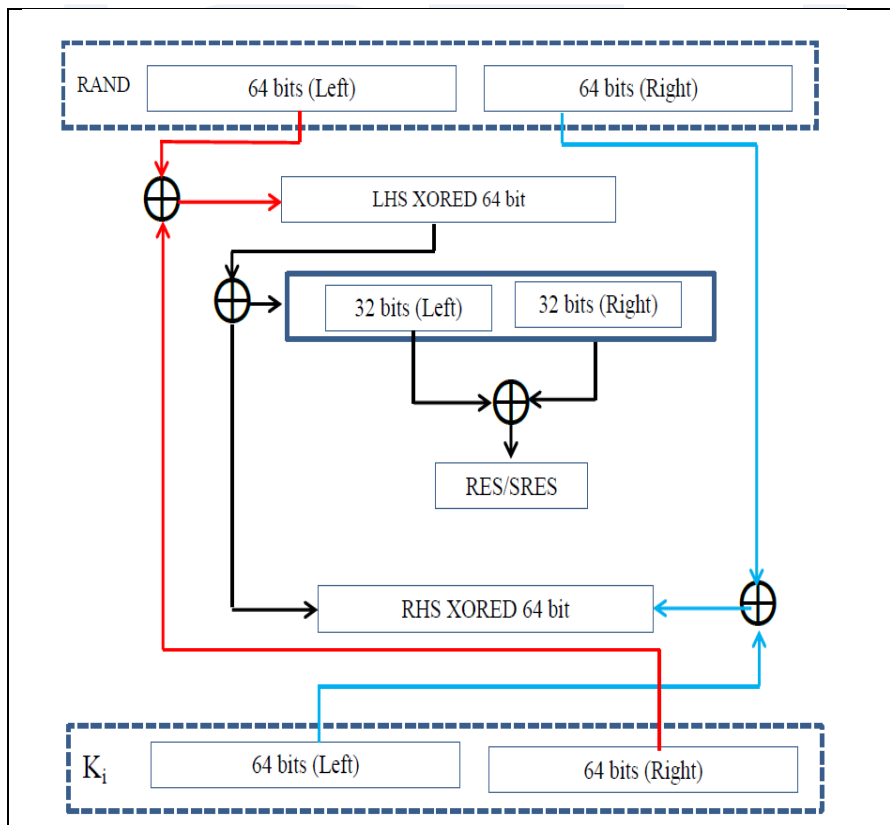 RAND
64 bits (Left)
64 bits (Right)
LHS XORED 64 bit
32 bits (Left)
32 bits (Right)
RES/SRES
RHS XORED 64 bit
Ki
64 bits (Left)
64 bits (Right)